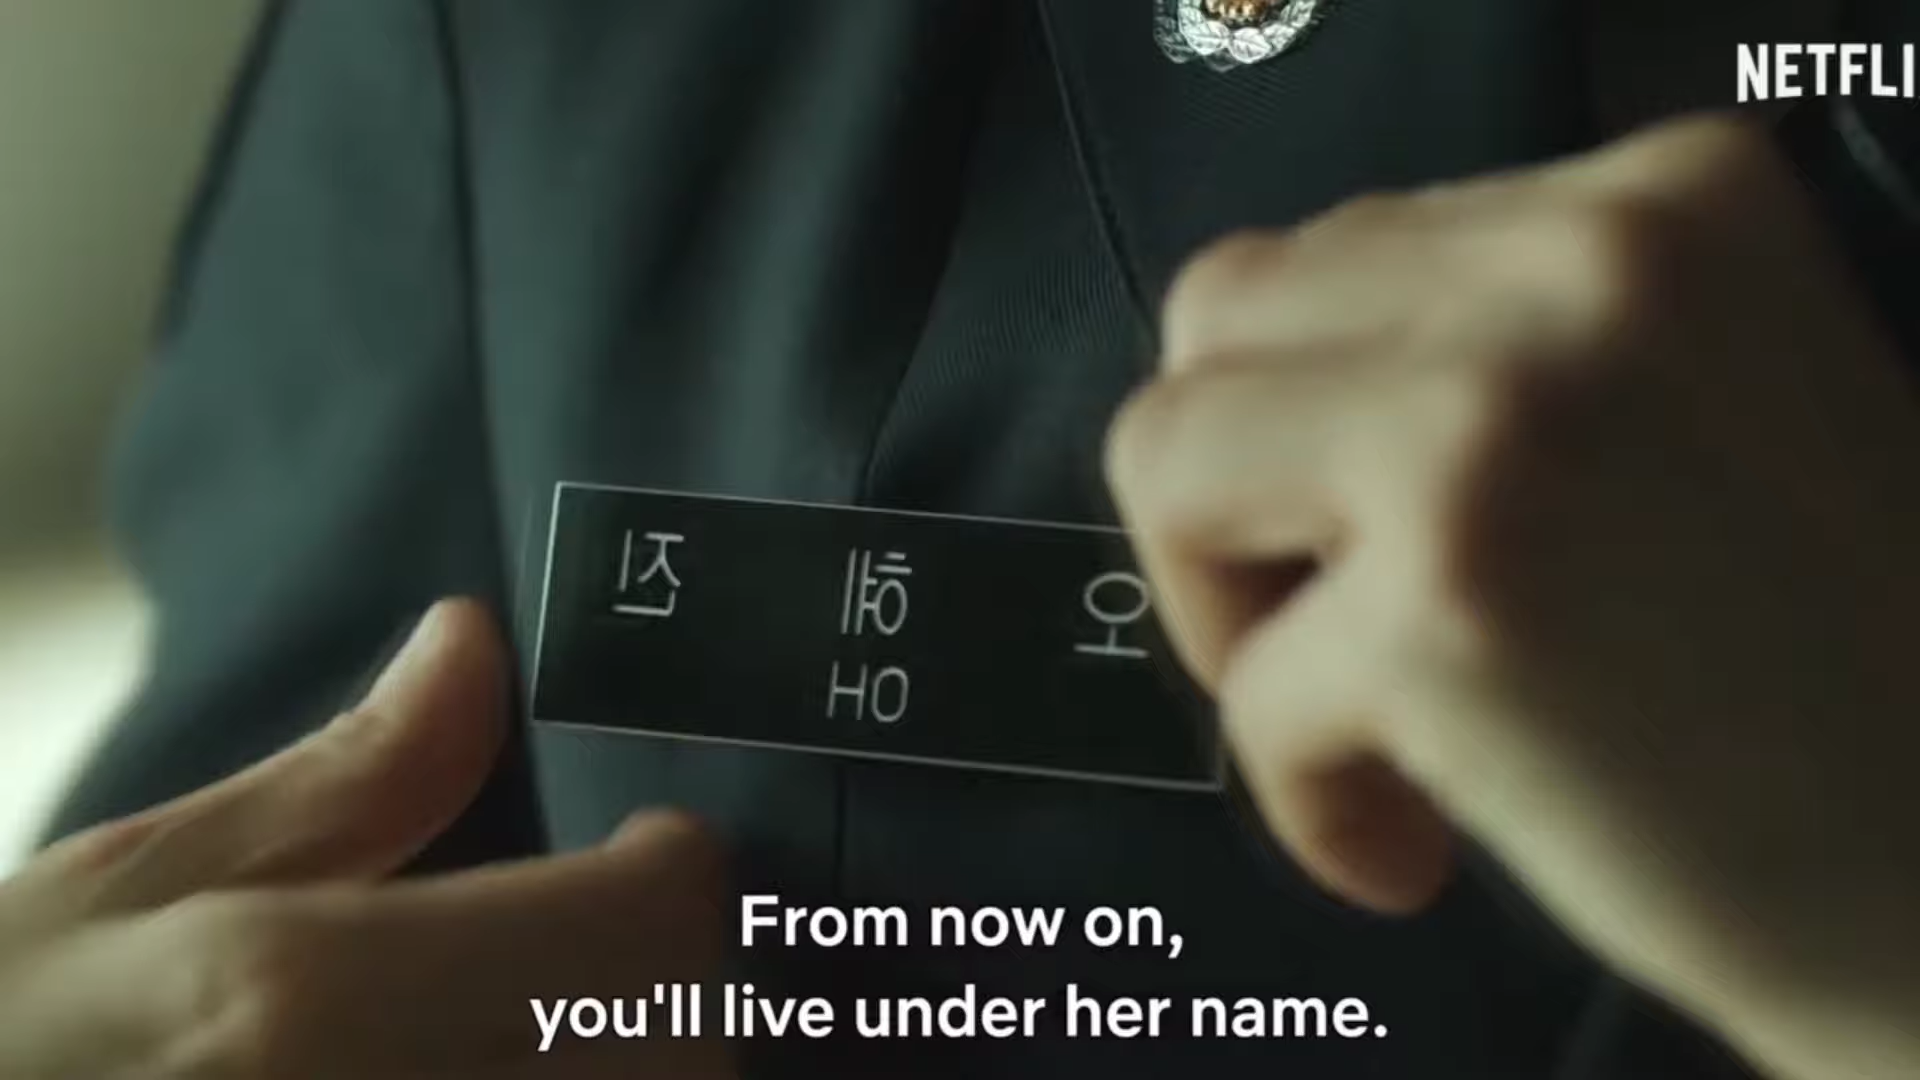 NETFLI
오 혜 진
OH
From now on,
you'll live under her name.